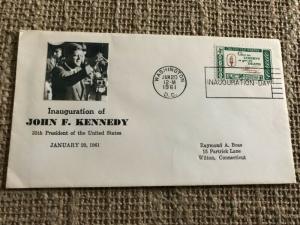 WASHINGTON
JAN 20
12-M
1961
D.C.
INAUGURATION DAY
Inauguration of
JOHN F. KENNEDY
35th President of the United States
JANUARY 20, 1961
Raymond A. Boas
15 Partrick Lane
Wilton, Connecticut